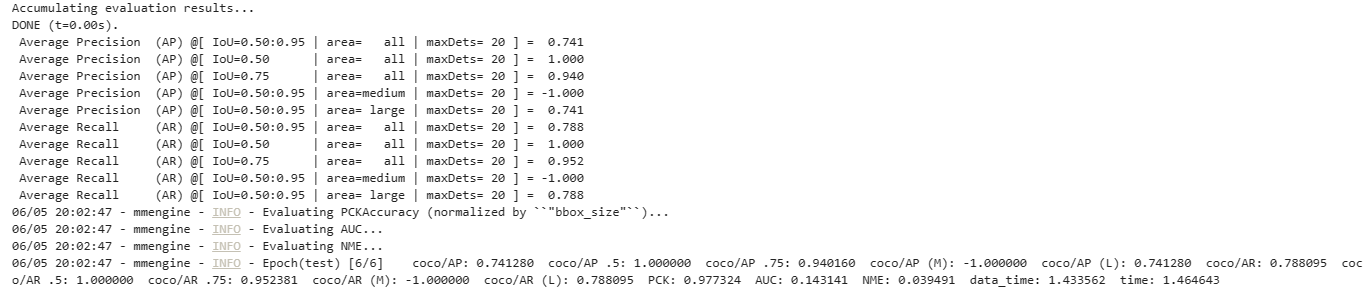 Accumulating evaluation results...
DONE (t=0.00s).
 Average Precision  (AP) @[ IoU=0.50:0.95 | area=   all | maxDets= 20 ] =  0.741
 Average Precision  (AP) @[ IoU=0.50      | area=   all | maxDets= 20 ] =  1.000
 Average Precision  (AP) @[ IoU=0.75      | area=   all | maxDets= 20 ] =  0.940
 Average Precision  (AP) @[ IoU=0.50:0.95 | area=medium | maxDets= 20 ] = -1.000
 Average Precision  (AP) @[ IoU=0.50:0.95 | area= large | maxDets= 20 ] =  0.741
 Average Recall     (AR) @[ IoU=0.50:0.95 | area=   all | maxDets= 20 ] =  0.788
 Average Recall     (AR) @[ IoU=0.50      | area=   all | maxDets= 20 ] =  1.000
 Average Recall     (AR) @[ IoU=0.75      | area=   all | maxDets= 20 ] =  0.952
 Average Recall     (AR) @[ IoU=0.50:0.95 | area=medium | maxDets= 20 ] = -1.000
 Average Recall     (AR) @[ IoU=0.50:0.95 | area= large | maxDets= 20 ] =  0.788
06/05 20:02:47 - mmengine - INFO - Evaluating PCKAccuracy (normalized by ``"bbox_size"``)...
06/05 20:02:47 - mmengine - INFO - Evaluating AUC...
06/05 20:02:47 - mmengine - INFO - Evaluating NME...
06/05 20:02:47 - mmengine - INFO - Epoch(test) [6/6]    coco/AP: 0.741280  coco/AP .5: 1.000000  coco/AP .75: 0.940160  coco/AP (M): -1.000000  coco/AP (L): 0.741280  coco/AR: 0.788095  coc
o/AR .5: 1.000000  coco/AR .75: 0.952381  coco/AR (M): -1.000000  coco/AR (L): 0.788095  PCK: 0.977324  AUC: 0.143141  NME: 0.039491  data_time: 1.433562  time: 1.464643